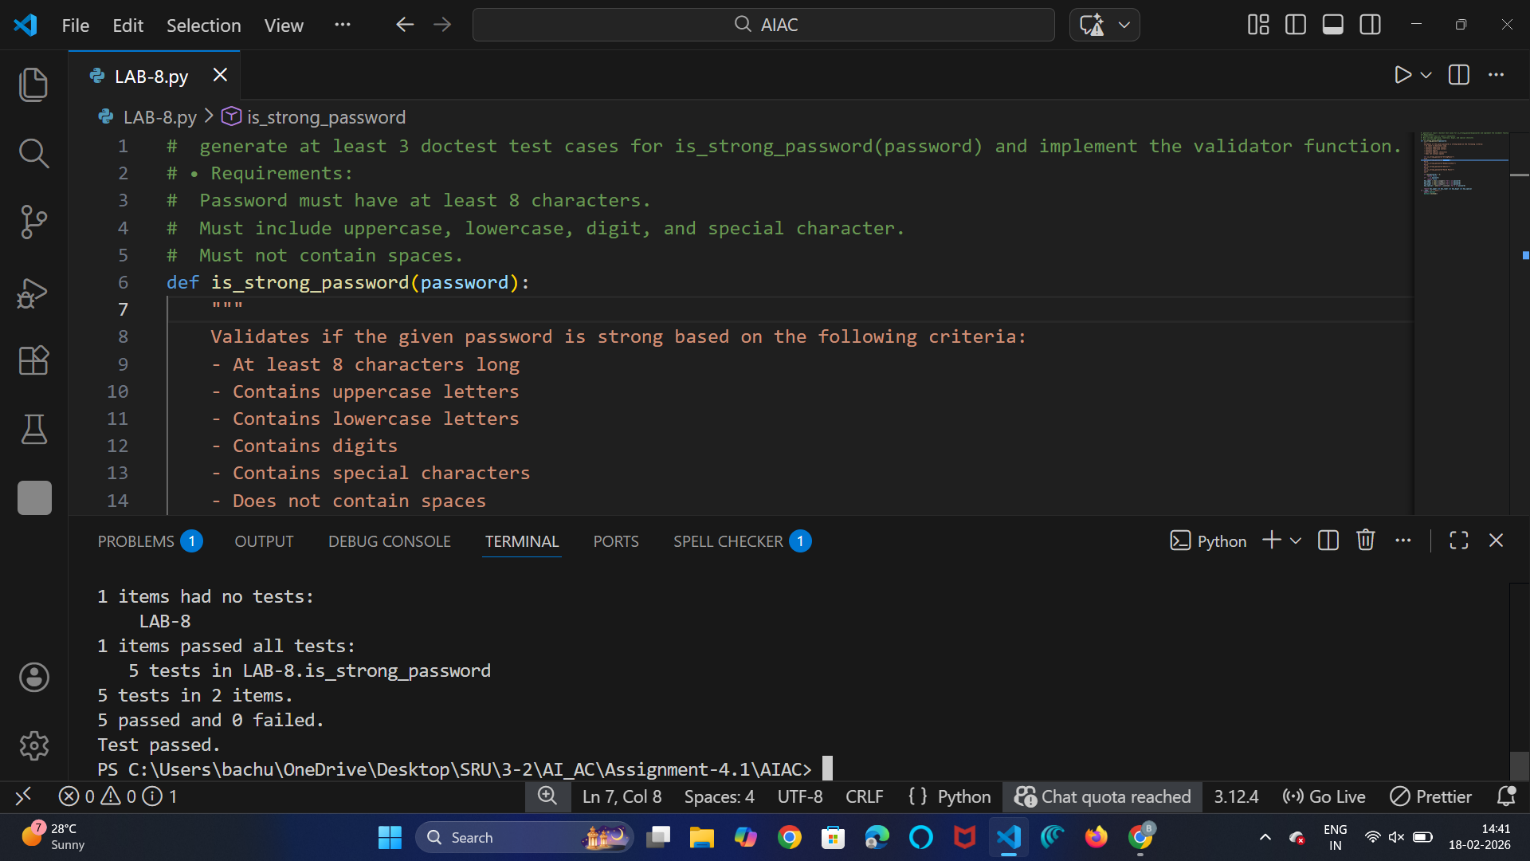 File Edit Selection View ··· AIAC
LAB-8.py
LAB-8.py > is_strong_password
1 #  generate at least 3 doctest test cases for is_strong_password(password) and implement the validator function.
2 # • Requirements:
3 #  Password must have at least 8 characters.
4 #  Must include uppercase, lowercase, digit, and special character.
5 #  Must not contain spaces.
6 def is_strong_password(password):
7     """
8     Validates if the given password is strong based on the following criteria:
9     - At least 8 characters long
10     - Contains uppercase letters
11     - Contains lowercase letters
12     - Contains digits
13     - Contains special characters
14     - Does not contain spaces
PROBLEMS 1 OUTPUT DEBUG CONSOLE TERMINAL PORTS SPELL CHECKER 1 Python
1 items had no tests:
    LAB-8
1 items passed all tests:
   5 tests in LAB-8.is_strong_password
5 tests in 2 items.
5 passed and 0 failed.
Test passed.
PS C:\Users\bachu\OneDrive\Desktop\SRU\3-2\AI_AC\Assignment-4.1\AIAC>
0 0 1 Ln 7, Col 8 Spaces: 4 UTF-8 CRLF {} Python Chat quota reached 3.12.4 Go Live Prettier
7 28°C Search 8 ENG 14:41
Sunny IN 18-02-2026